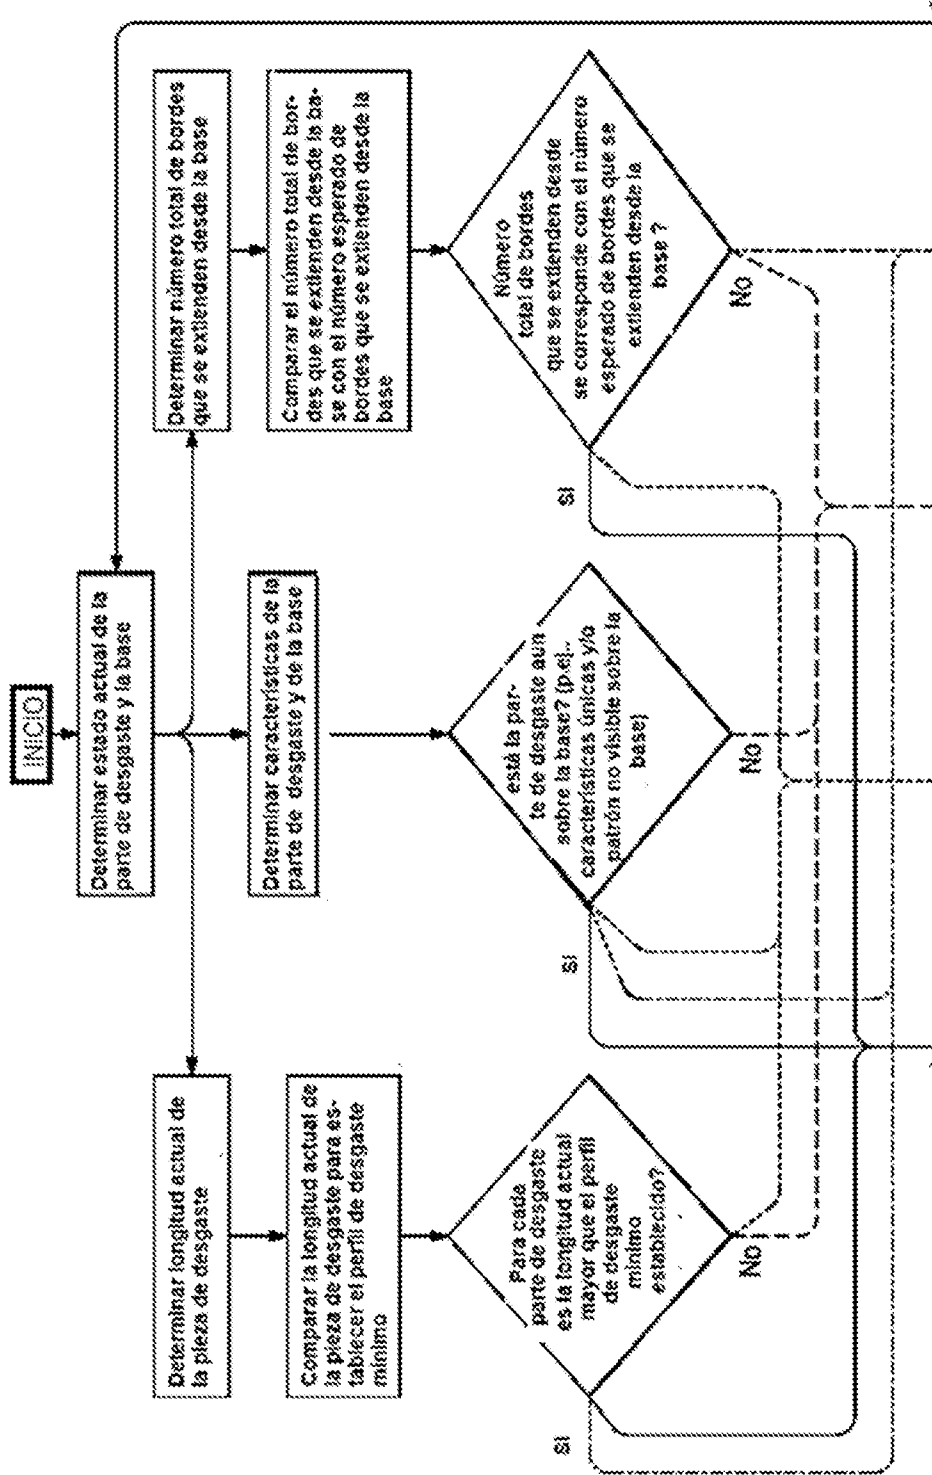 INICIO
Determinar estado actual de la
parte de desgaste y la base
Determinar longitud actual de
la pieza de desgaste
Comparar la longitud actual de
la pieza de desgaste para es-
tablecer el perfil de desgaste
mínimo
Para cada
parte de desgaste
es la longitud actual
mayor que el perfil
de desgaste
mínimo
establecido?
SI
No
Determinar características de la
parte de desgaste y de la base
está la par-
te de desgaste aun
sobre la base? (p.ej..
características únicas y/o
patrón no visible sobre la
base)
SI
No
Determinar número total de bordes
que se extienden desde la base
Comparar el número total de bor-
des que se extienden desde la ba-
se con el número esperado de
bordes que se extienden desde la
base
Número
total de bordes
que se extienden desde
se corresponde con el número
esperado de bordes que se
extienden desde la
base ?
SI
No